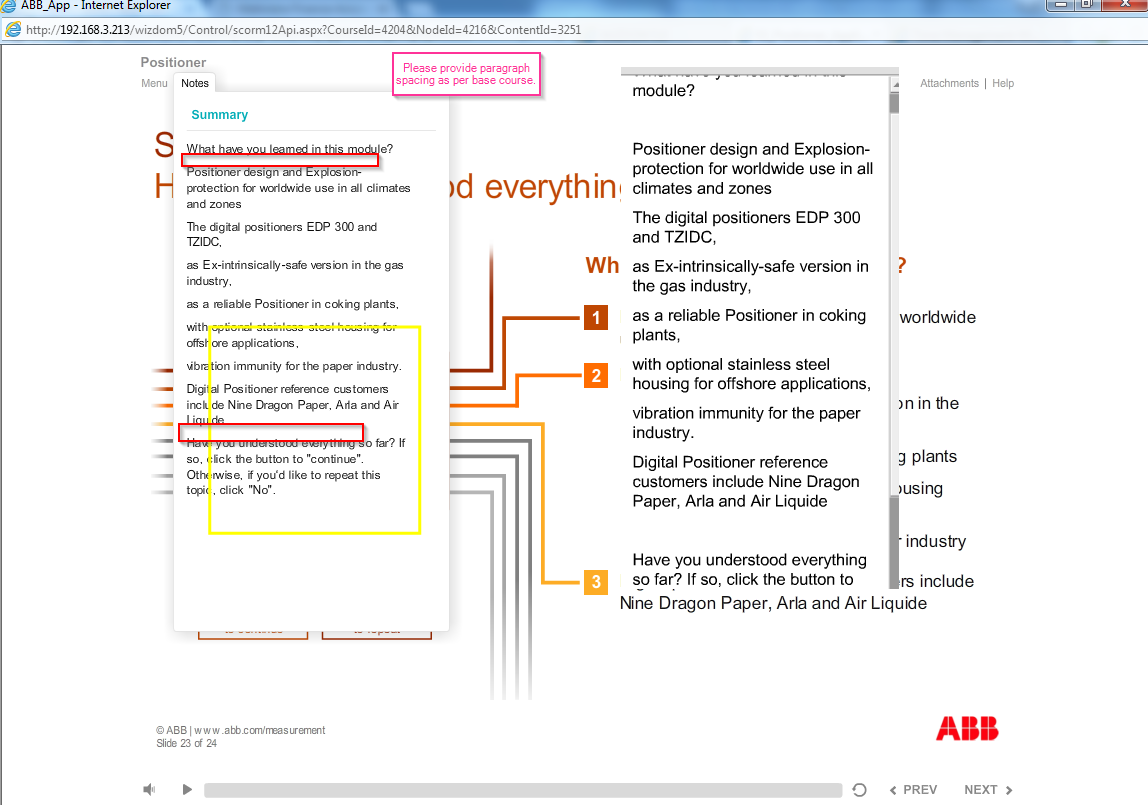 ABB_App - Internet Explorer
http://192.168.3.213/wizdom5/Control/scorm12Api.aspx?CourseId=4204&NodeId=4216&ContentId=3251
Positioner
Menu
Notes
Please provide paragraph
spacing as per base course.
Attachments | Help
Summary
What have you learned in this module?
Positioner design and Explosion-
protection for worldwide use in all climates
and zones
The digital positioners EDP 300 and
TZIDC,
as Ex-intrinsically-safe version in the gas
industry,
as a reliable Positioner in coking plants,
with optional stainless steel housing for
offshore applications,
vibration immunity for the paper industry.
Digital Positioner reference customers
include Nine Dragon Paper, Arla and Air
Liquide
Have you understood everything so far? If
so, click the button to "continue".
Otherwise, if you'd like to repeat this
topic, click "No".
S
H
od everything
What have you learned in this
module?
Positioner design and Explosion-
protection for worldwide use in all
climates and zones
The digital positioners EDP 300
and TZIDC,
as Ex-intrinsically-safe version in
the gas industry,
as a reliable Positioner in coking
plants,
with optional stainless steel
housing for offshore applications,
vibration immunity for the paper
industry.
Digital Positioner reference
customers include Nine Dragon
Paper, Arla and Air Liquide
Have you understood everything
so far? If so, click the button to
Wh
?
1
worldwide
2
on in the
g plants
ousing
r industry
3
ers include
Nine Dragon Paper, Arla and Air Liquide
to continue
to repeat
© ABB | www.abb.com/measurement
Slide 23 of 24
ABB
PREV
NEXT